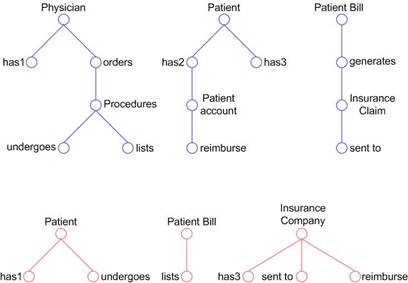 Physician
Patient
Patient Bill
has1
orders
has2
has3
generates
Procedures
Patient
account
Insurance
Claim
undergoes
lists
reimburse
sent to
Patient
Patient Bill
Insurance
Company
has1
undergoes
lists
has3
sent to
reimburse